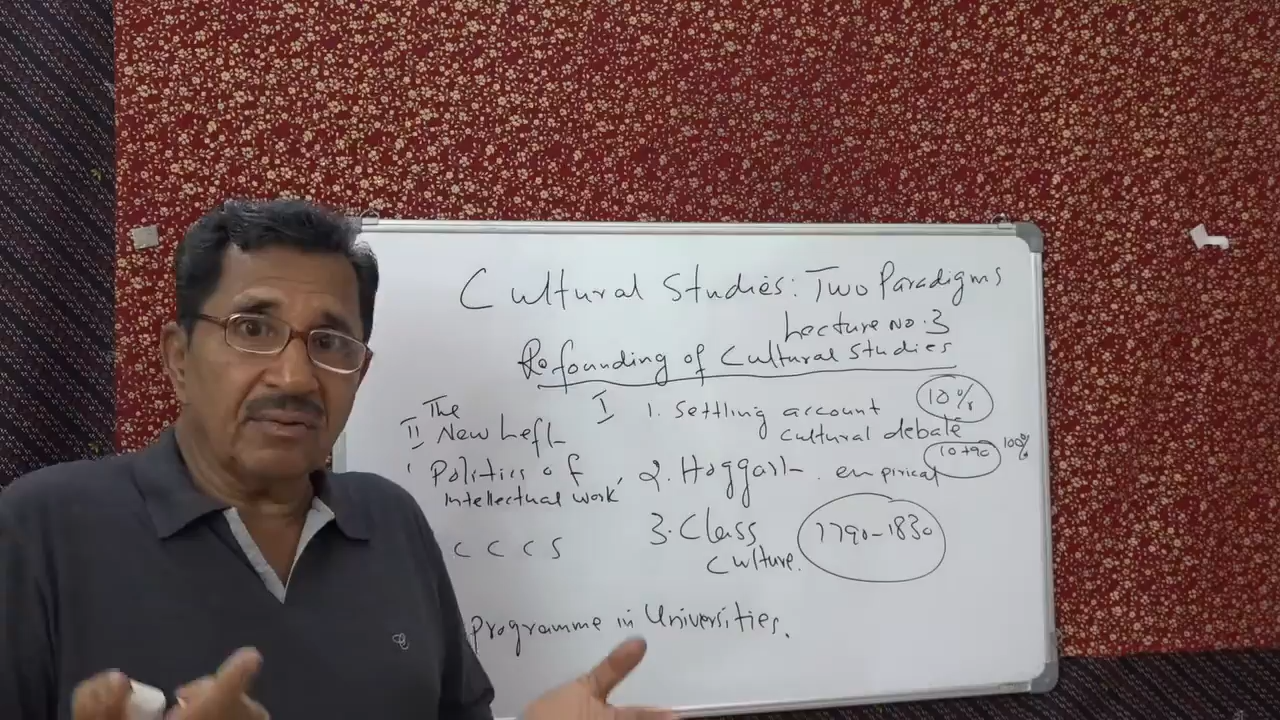 Cultural Studies: Two Paradigms
Lecture No. 3
Refounding of Cultural Studies
The
II New Left
Politics of
Intellectual work
C C C S
I 1. Settling account
cultural debate
10%
10+90 100%
2. Hoggart empirical
3. Class
culture.
1790-1830
Programme in Universities.